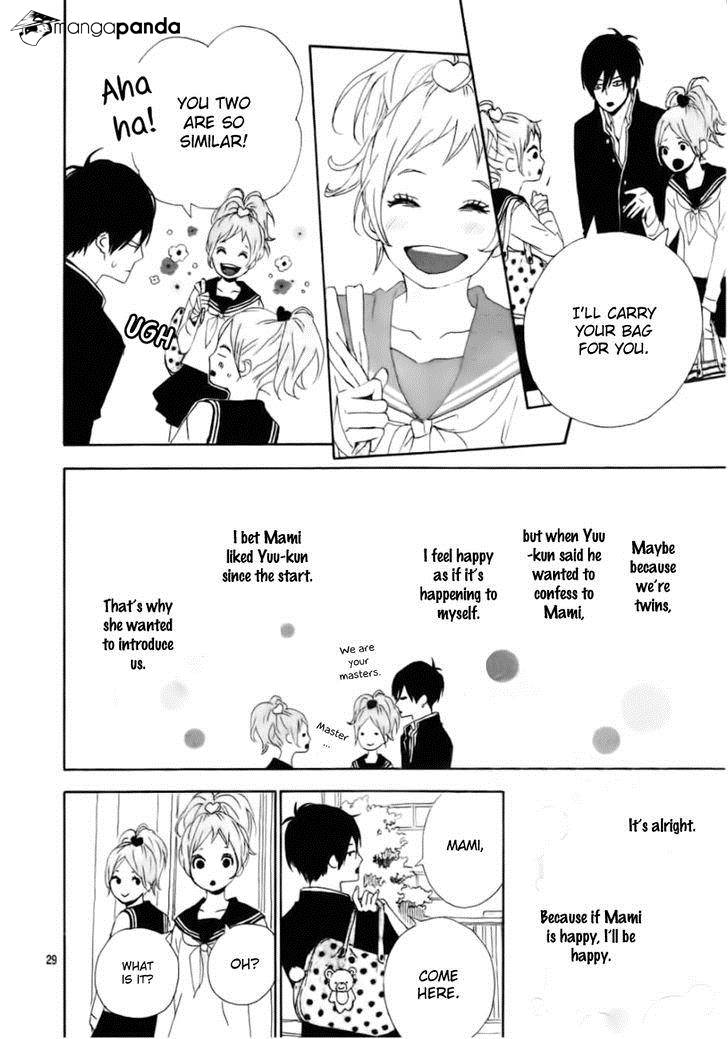 mangapanda
I'LL CARRY
YOUR BAG
FOR YOU.
Aha
ha!
YOU TWO
ARE SO
SIMILAR!
UGH
Maybe
because
we're
twins,
but when Yuu
-kun said he
wanted to
confess to
Mami,
I feel happy
as if it's
happening to
myself.
I bet Mami
liked Yuu-kun
since the start.
That's why
she wanted
to introduce
us.
We are
your
masters.
Master
...
It's alright.
Because if Mami
is happy, I'll be
happy.
MAMI,
COME
HERE.
OH?
WHAT
IS IT?
29